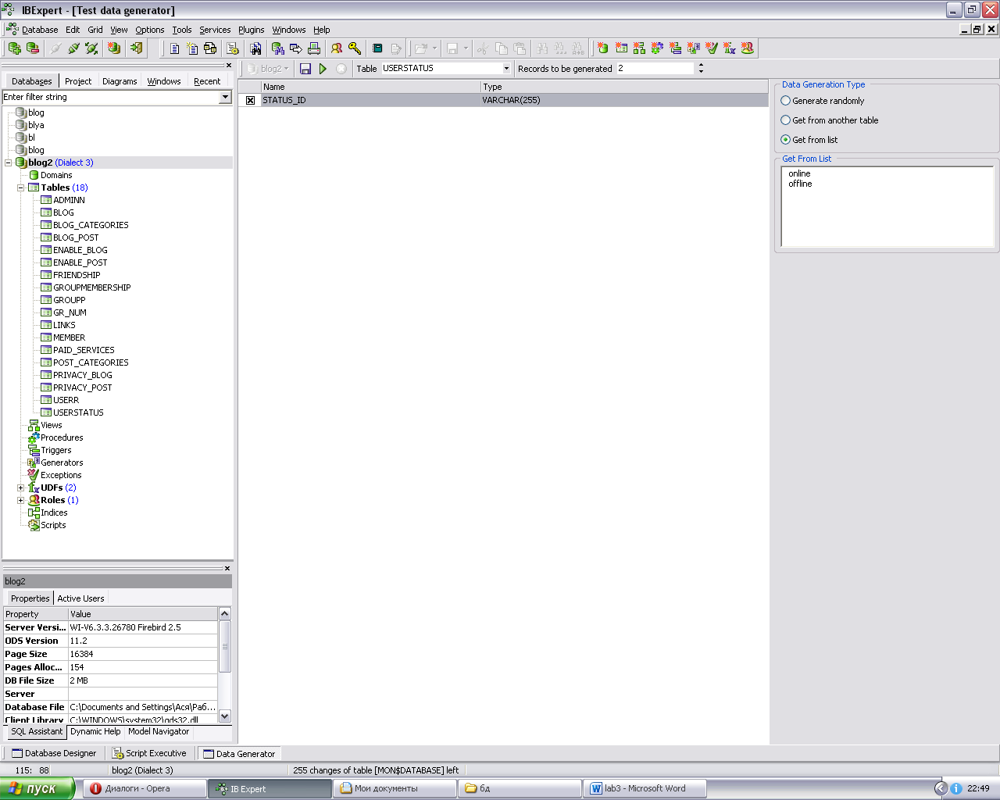 IBExpert - [Test data generator]
Database Edit Grid View Options Tools Services Plugins Windows Help
blog2 Table USERSTATUS Records to be generated 2
Databases Project Diagrams Windows Recent
Enter filter string
blog
blya
bl
blog
blog2 (Dialect 3)
Domains
Tables (18)
ADMINN
BLOG
BLOG_CATEGORIES
BLOG_POST
ENABLE_BLOG
ENABLE_POST
FRIENDSHIP
GROUPMEMBERSHIP
GROUPP
GR_NUM
LINKS
MEMBER
PAID_SERVICES
POST_CATEGORIES
PRIVACY_BLOG
PRIVACY_POST
USERR
USERSTATUS
Views
Procedures
Triggers
Generators
Exceptions
UDFs (2)
Roles (1)
Indices
Scripts
blog2
Properties Active Users
Property Value
Server Versi... WI-V6.3.3.26780 Firebird 2.5
ODS Version 11.2
Page Size 16384
Pages Alloc... 154
DB File Size 2 MB
Server
Database File C:\Documents and Settings\Ася\Раб...
Client Library C:\WINDOWS\system32\gds32.dll
SQL Assistant Dynamic Help Model Navigator
Name Type
STATUS_ID VARCHAR(255)
Data Generation Type
Generate randomly
Get from another table
Get from list
Get From List
online
offline
Database Designer Script Executive Data Generator
115: 88 blog2 (Dialect 3) 255 changes of table [MON$DATABASE] left
пуск Диалоги - Opera IB Expert Мои документы бд lab3 - Microsoft Word 22:49